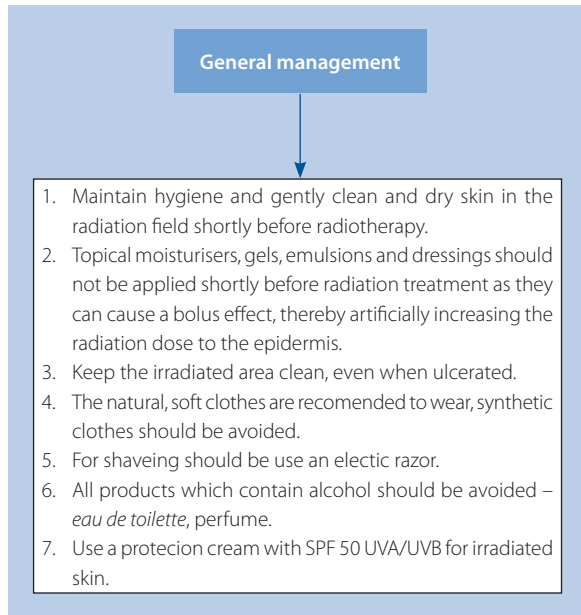 General management
1. Maintain hygiene and gently clean and dry skin in the
radiation field shortly before radiotherapy.
2. Topical moisturisers, gels, emulsions and dressings should
not be applied shortly before radiation treatment as they
can cause a bolus effect, thereby artificially increasing the
radiation dose to the epidermis.
3. Keep the irradiated area clean, even when ulcerated.
4. The natural, soft clothes are recomended to wear, synthetic
clothes should be avoided.
5. For shaveing should be use an electic razor.
6. All products which contain alcohol should be avoided –
eau de toilette, perfume.
7. Use a protecion cream with SPF 50 UVA/UVB for irradiated
skin.